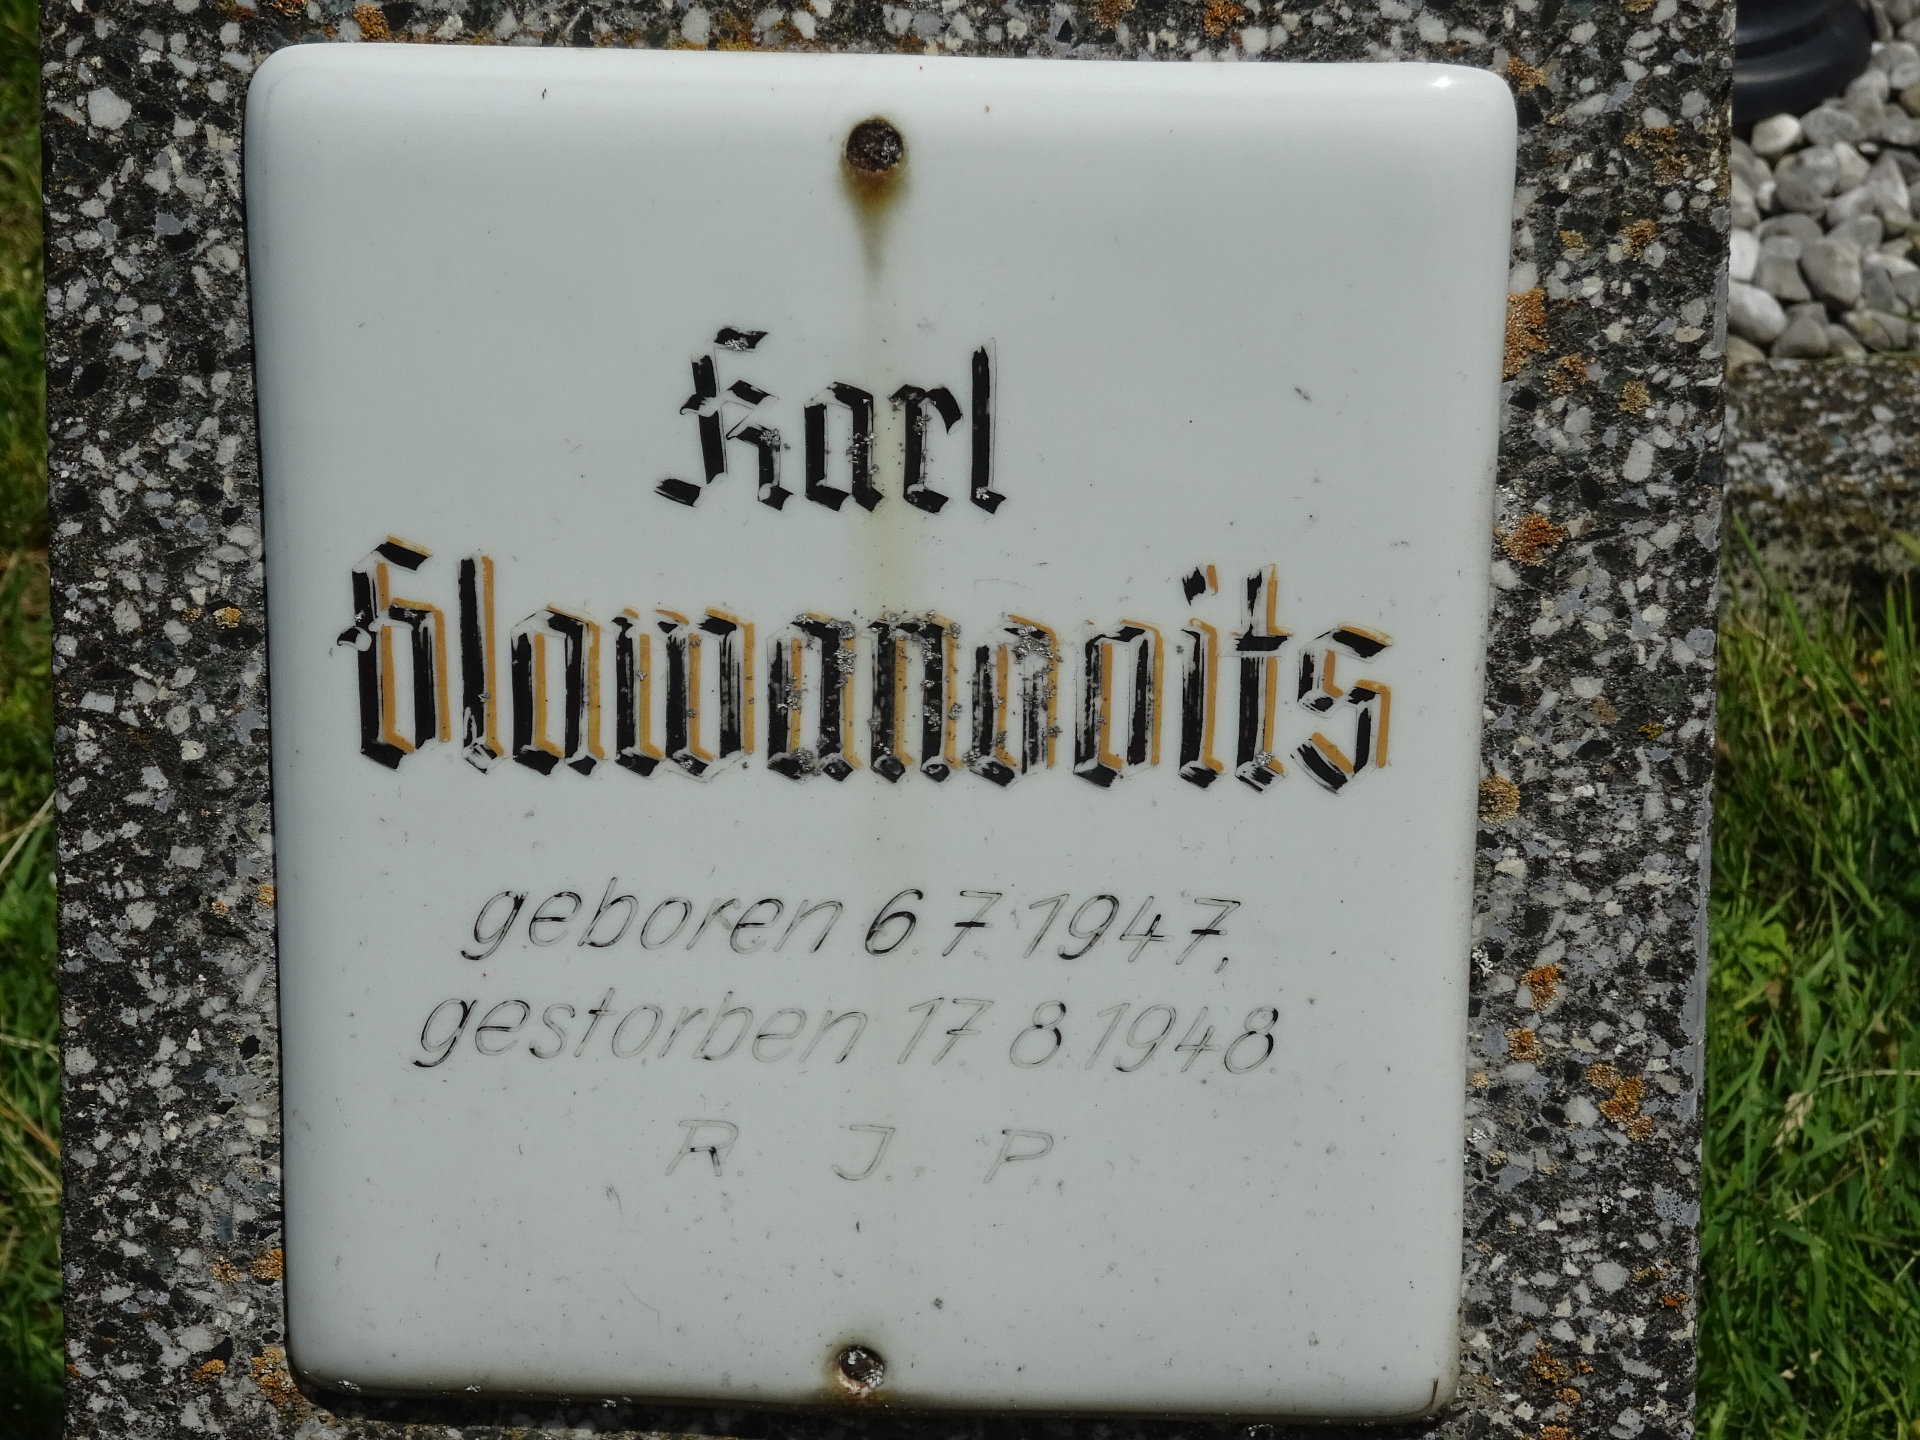 Karl
Glawanovits
geboren 6.7.1947,
gestorben 17.8.1948.
R. J. P.